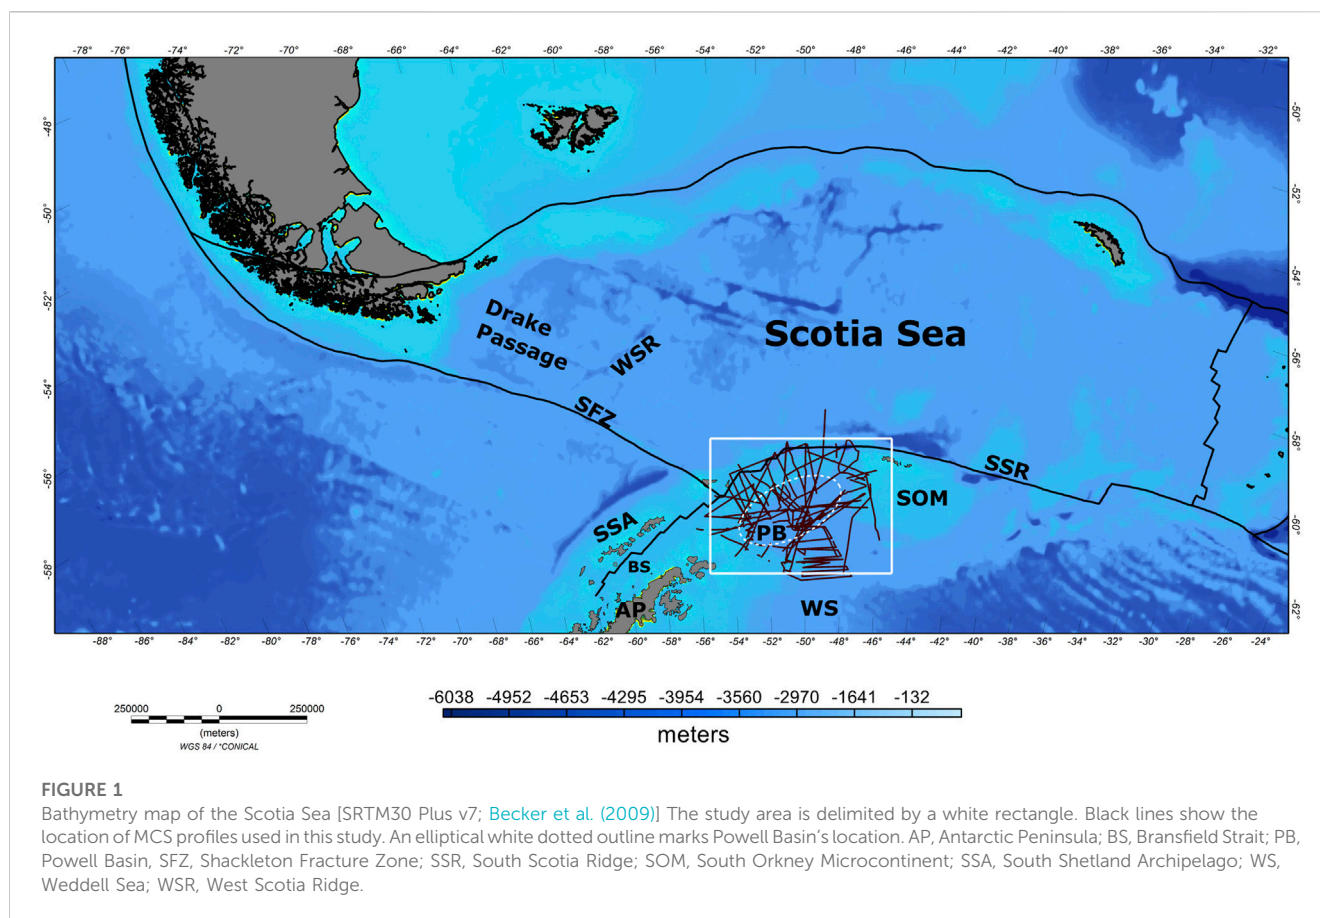 -78° -76° -74° -72° -70° -68° -66° -64° -62° -60° -58° -56° -54° -52° -50° -48° -46° -44° -42° -40° -38° -36° -34° -32°
-48°
-50°
-52°
-54°
-56°
-58°
-50°
-52°
-54°
-56°
-58°
-60°
-62°
Drake
Passage
WSR
Scotia Sea
SFZ
SSR
SOM
SSA
PB
BS
AP
WS
-88° -86° -84° -82° -80° -78° -76° -74° -72° -70° -68° -66° -64° -62° -60° -58° -56° -54° -52° -50° -48° -46° -44° -42° -40° -38° -36° -34° -32° -30° -28° -26° -24°
250000 0 250000
(meters)
WGS 84 / *CONICAL
-6038 -4952 -4653 -4295 -3954 -3560 -2970 -1641 -132
meters
FIGURE 1
Bathymetry map of the Scotia Sea [SRTM30 Plus v7; Becker et al. (2009)] The study area is delimited by a white rectangle. Black lines show the
location of MCS profiles used in this study. An elliptical white dotted outline marks Powell Basin's location. AP, Antarctic Peninsula; BS, Bransfield Strait; PB,
Powell Basin, SFZ, Shackleton Fracture Zone; SSR, South Scotia Ridge; SOM, South Orkney Microcontinent; SSA, South Shetland Archipelago; WS,
Weddell Sea; WSR, West Scotia Ridge.